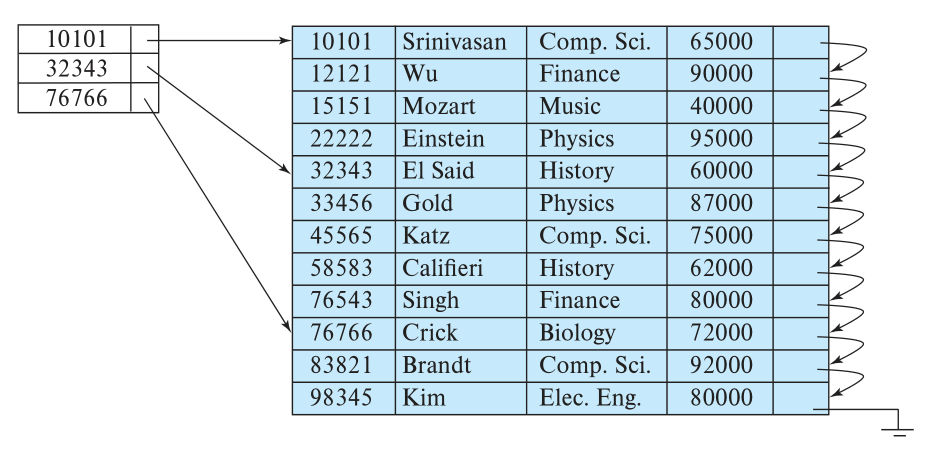 10101
32343
76766
10101 Srinivasan Comp. Sci. 65000
12121 Wu Finance 90000
15151 Mozart Music 40000
22222 Einstein Physics 95000
32343 El Said History 60000
33456 Gold Physics 87000
45565 Katz Comp. Sci. 75000
58583 Califieri History 62000
76543 Singh Finance 80000
76766 Crick Biology 72000
83821 Brandt Comp. Sci. 92000
98345 Kim Elec. Eng. 80000